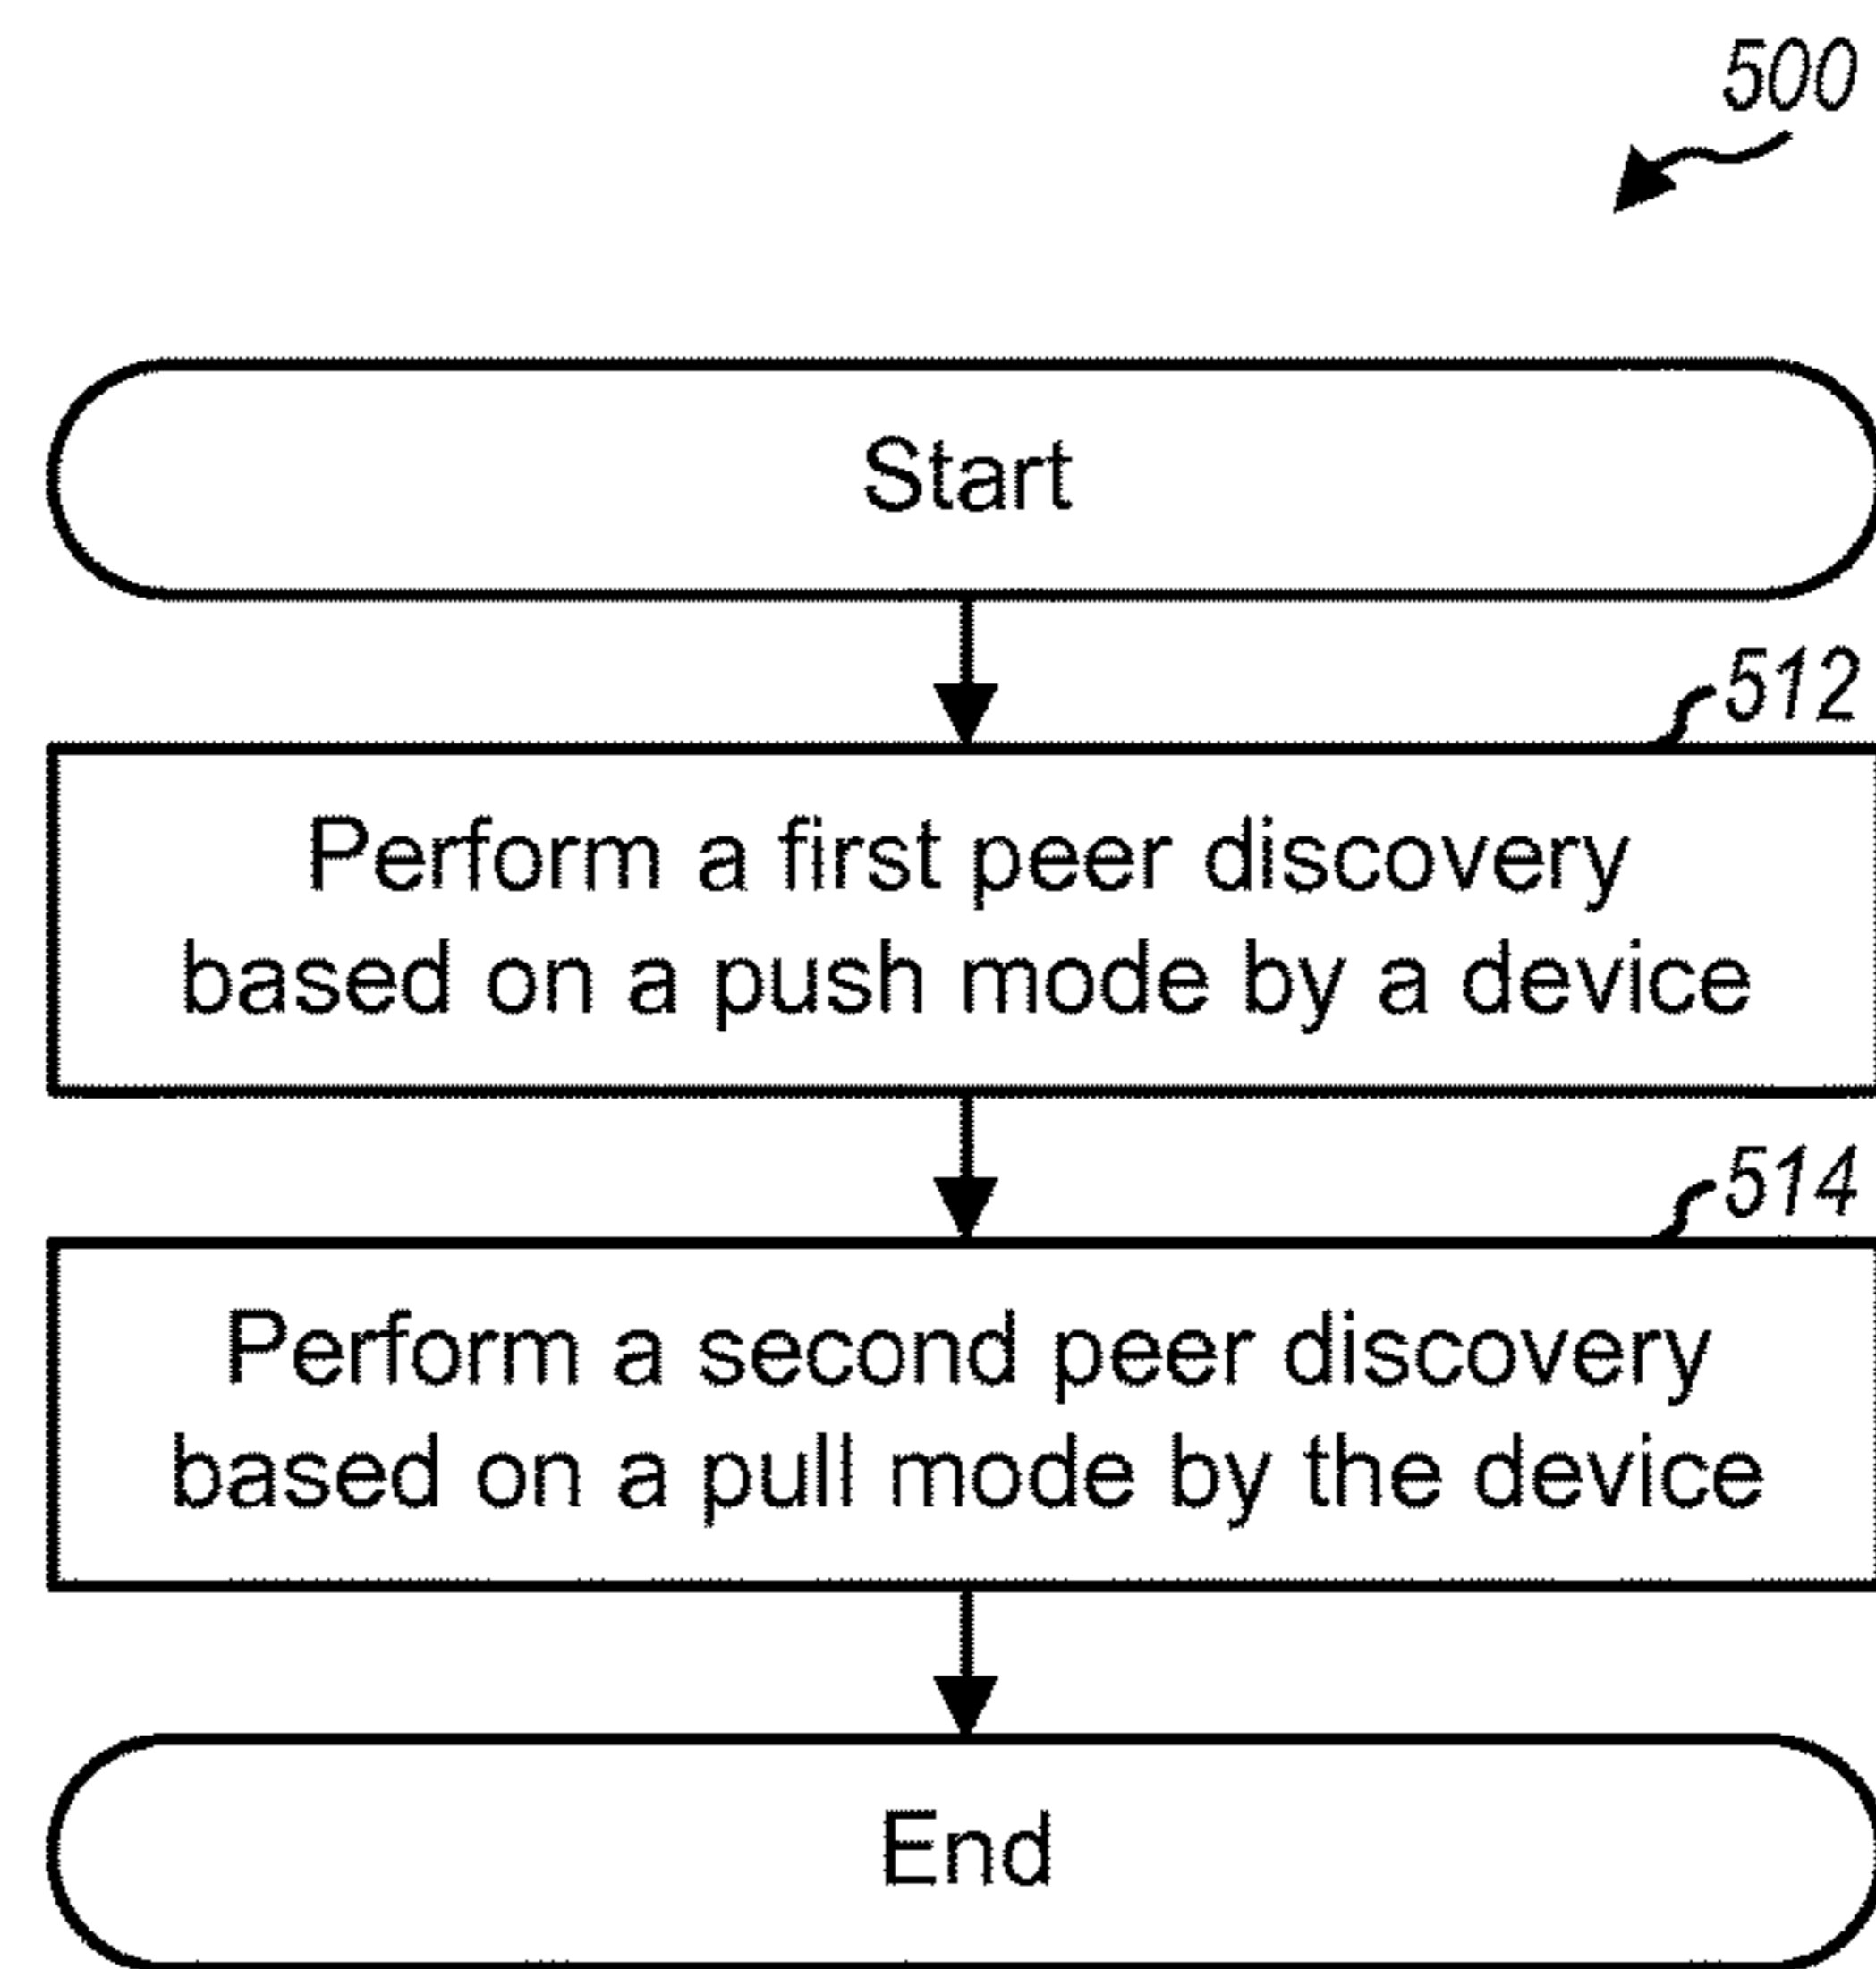 500
Start
512
Perform a first peer discovery
based on a push mode by a device
514
Perform a second peer discovery
based on a pull mode by the device
End